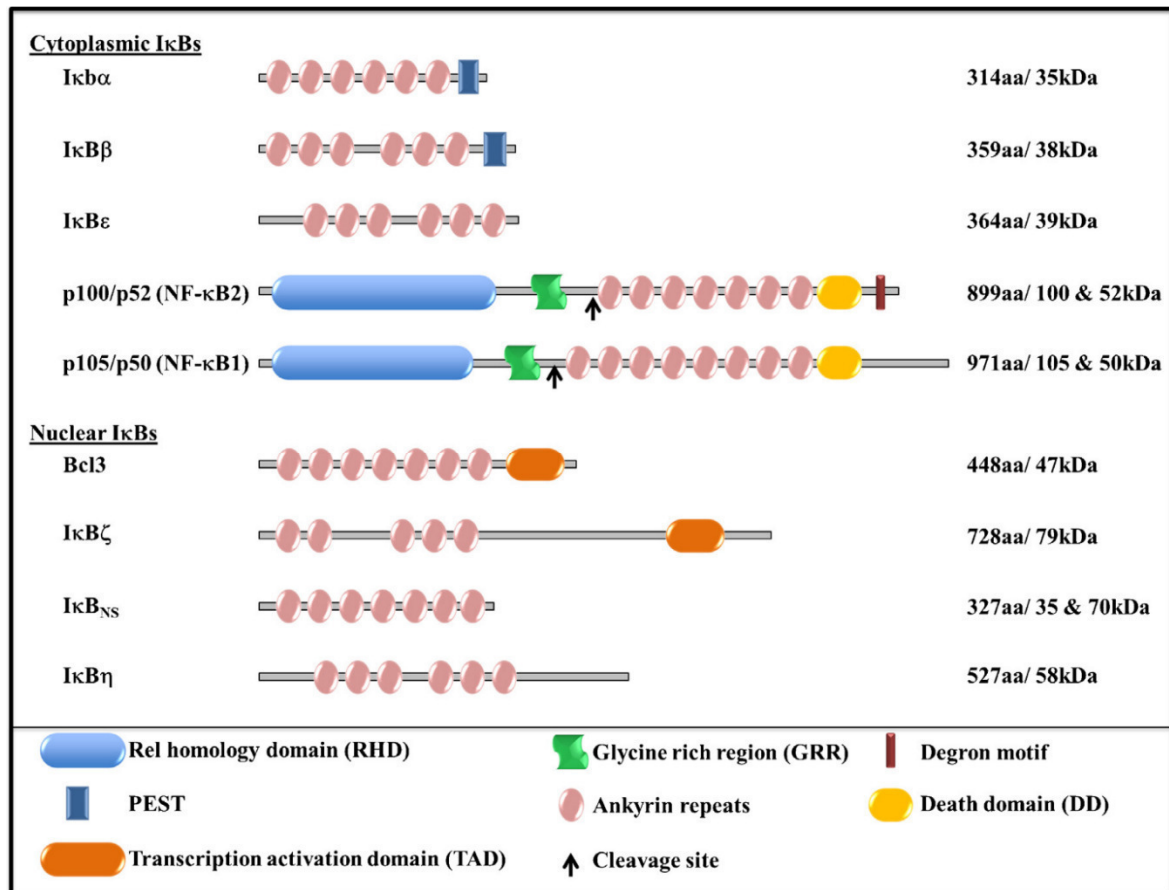 Cytoplasmic IκBs
Iκbα 314aa/ 35kDa
IκBβ 359aa/ 38kDa
IκBε 364aa/ 39kDa
p100/p52 (NF-κB2) 899aa/ 100 & 52kDa
p105/p50 (NF-κB1) 971aa/ 105 & 50kDa
Nuclear IκBs
Bcl3 448aa/ 47kDa
IκBζ 728aa/ 79kDa
IκBNS 327aa/ 35 & 70kDa
IκBη 527aa/ 58kDa
Rel homology domain (RHD) Glycine rich region (GRR) Degron motif
PEST Ankyrin repeats Death domain (DD)
Transcription activation domain (TAD) Cleavage site